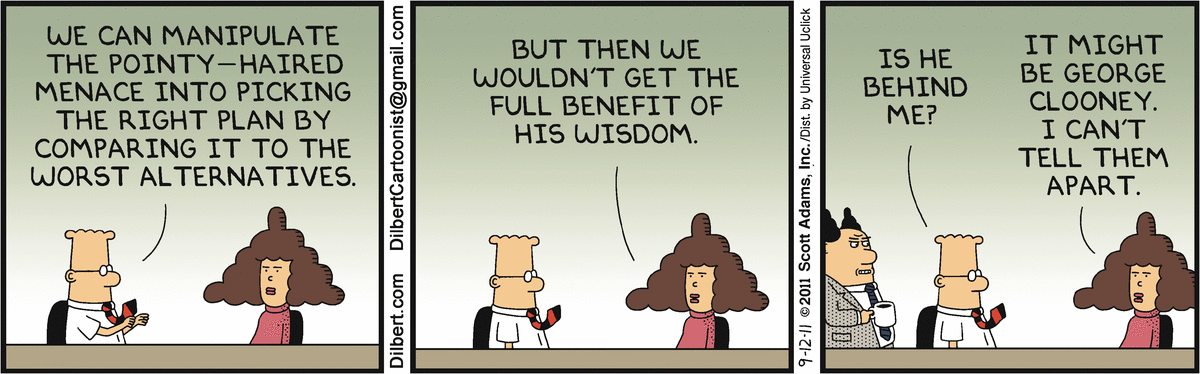 WE CAN MANIPULATE
THE POINTY-HAIRED
MENACE INTO PICKING
THE RIGHT PLAN BY
COMPARING IT TO THE
WORST ALTERNATIVES.
Dilbert.com DilbertCartoonist@gmail.com
BUT THEN WE
WOULDN'T GET THE
FULL BENEFIT OF
HIS WISDOM.
9-12-11 ©2011 Scott Adams, Inc./Dist. by Universal Uclick
IS HE
BEHIND
ME?
IT MIGHT
BE GEORGE
CLOONEY.
I CAN'T
TELL THEM
APART.